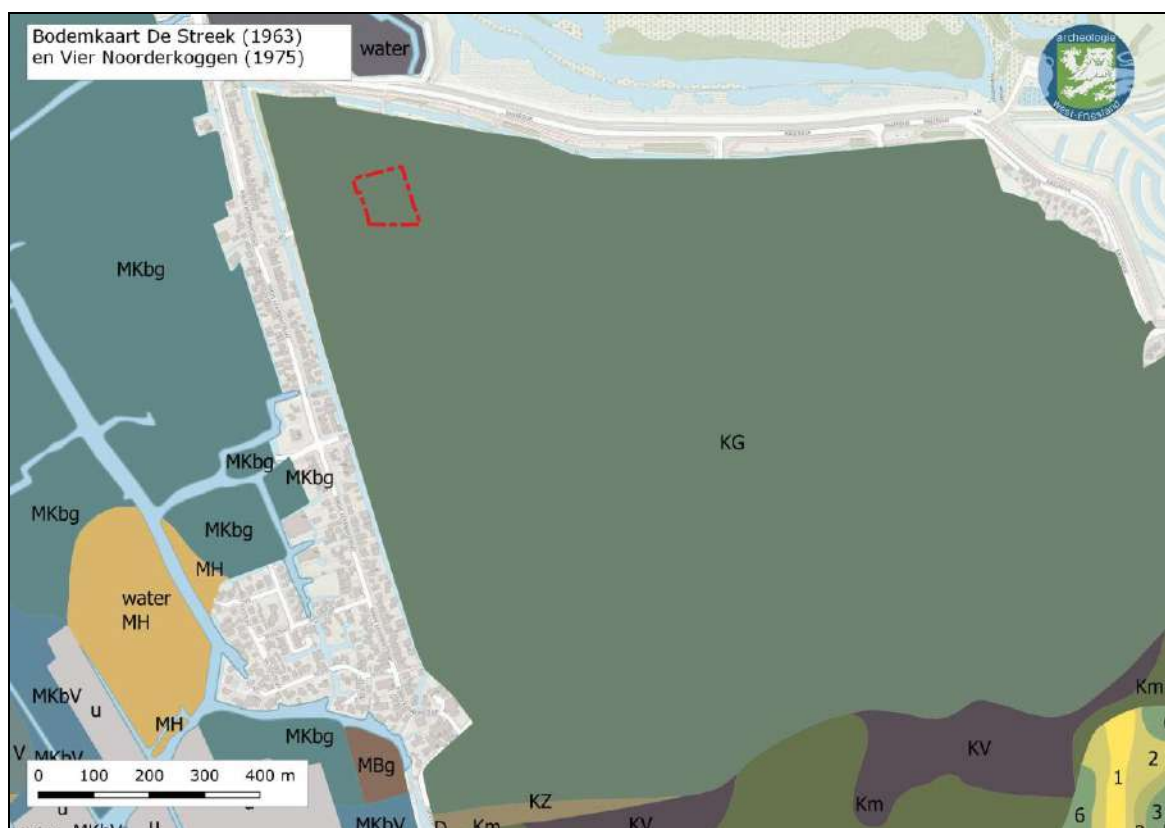 Bodemkaart De Streek (1963)
en Vier Noorderkoggen (1975)
water
archeologie
west-friesland
MKbg
KG
MKbg
MKbg
MKbg
MKbg
MH
water
MH
MKbV
u
MH
MKbg
MBg
V
MKbV
0 100 200 300 400 m
u
MKbV
u
MKbV
D
Km
KZ
KV
Km
KV
Km
1
2
6
3